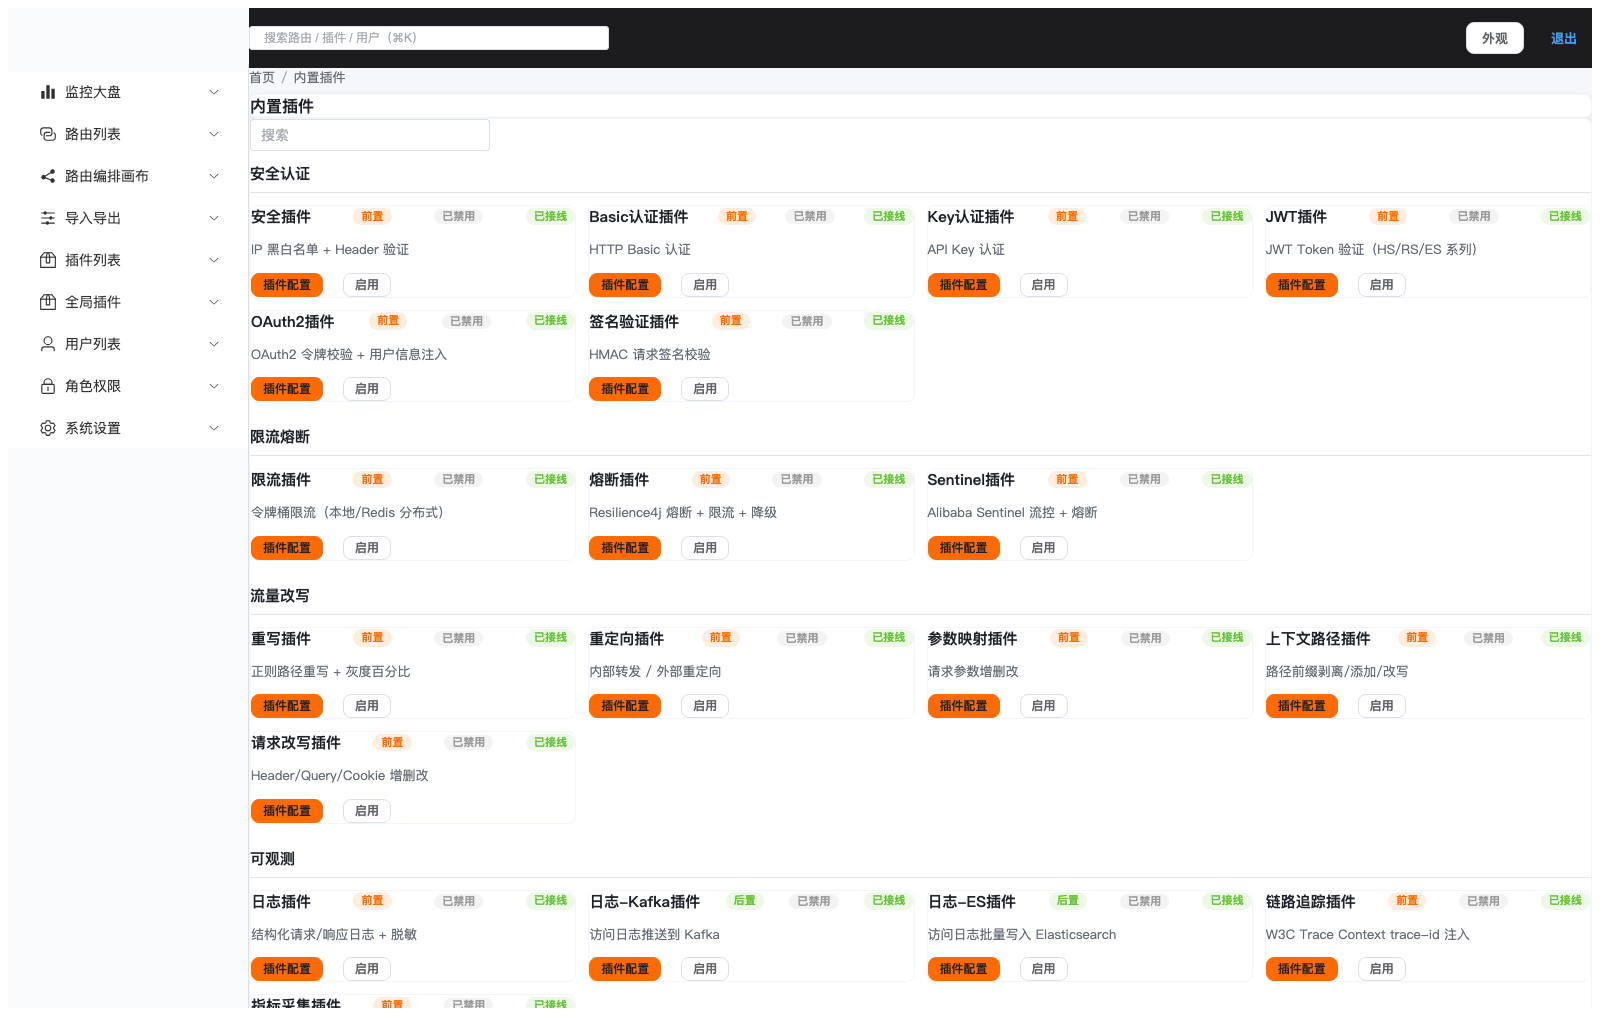 搜索路由 / 插件 / 用户（⌘K）
外观
退出
监控大盘
路由列表
路由编排画布
导入导出
插件列表
全局插件
用户列表
角色权限
系统设置
首页 / 内置插件
内置插件
搜索
安全认证
安全插件 前置 已禁用 已接线
IP 黑白名单 + Header 验证
插件配置 启用
Basic认证插件 前置 已禁用 已接线
HTTP Basic 认证
插件配置 启用
Key认证插件 前置 已禁用 已接线
API Key 认证
插件配置 启用
JWT插件 前置 已禁用 已接线
JWT Token 验证（HS/RS/ES 系列）
插件配置 启用
OAuth2插件 前置 已禁用 已接线
OAuth2 令牌校验 + 用户信息注入
插件配置 启用
签名验证插件 前置 已禁用 已接线
HMAC 请求签名校验
插件配置 启用
限流熔断
限流插件 前置 已禁用 已接线
令牌桶限流（本地/Redis 分布式）
插件配置 启用
熔断插件 前置 已禁用 已接线
Resilience4j 熔断 + 限流 + 降级
插件配置 启用
Sentinel插件 前置 已禁用 已接线
Alibaba Sentinel 流控 + 熔断
插件配置 启用
流量改写
重写插件 前置 已禁用 已接线
正则路径重写 + 灰度百分比
插件配置 启用
重定向插件 前置 已禁用 已接线
内部转发 / 外部重定向
插件配置 启用
参数映射插件 前置 已禁用 已接线
请求参数增删改
插件配置 启用
上下文路径插件 前置 已禁用 已接线
路径前缀剥离/添加/改写
插件配置 启用
请求改写插件 前置 已禁用 已接线
Header/Query/Cookie 增删改
插件配置 启用
可观测
日志插件 前置 已禁用 已接线
结构化请求/响应日志 + 脱敏
插件配置 启用
日志-Kafka插件 后置 已禁用 已接线
访问日志推送到 Kafka
插件配置 启用
日志-ES插件 后置 已禁用 已接线
访问日志批量写入 Elasticsearch
插件配置 启用
链路追踪插件 前置 已禁用 已接线
W3C Trace Context trace-id 注入
插件配置 启用
指标采集插件 前置 已禁用 已接线